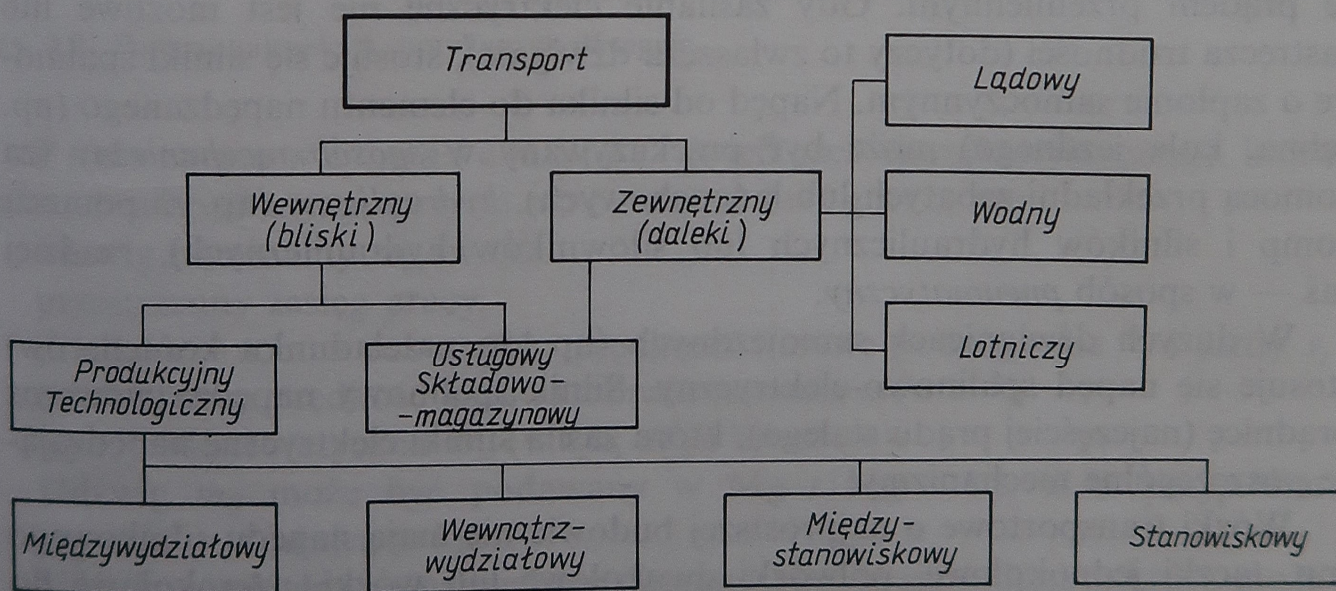 Transport
Lądowy
Wewnętrzny
(bliski)
Zewnętrzny
(daleki)
Wodny
Produkcyjny
Technologiczny
Usługowy
Składowo-
-magazynowy
Lotniczy
Międzywydziałowy
Wewnątrz-
wydziałowy
Między-
stanowiskowy
Stanowiskowy